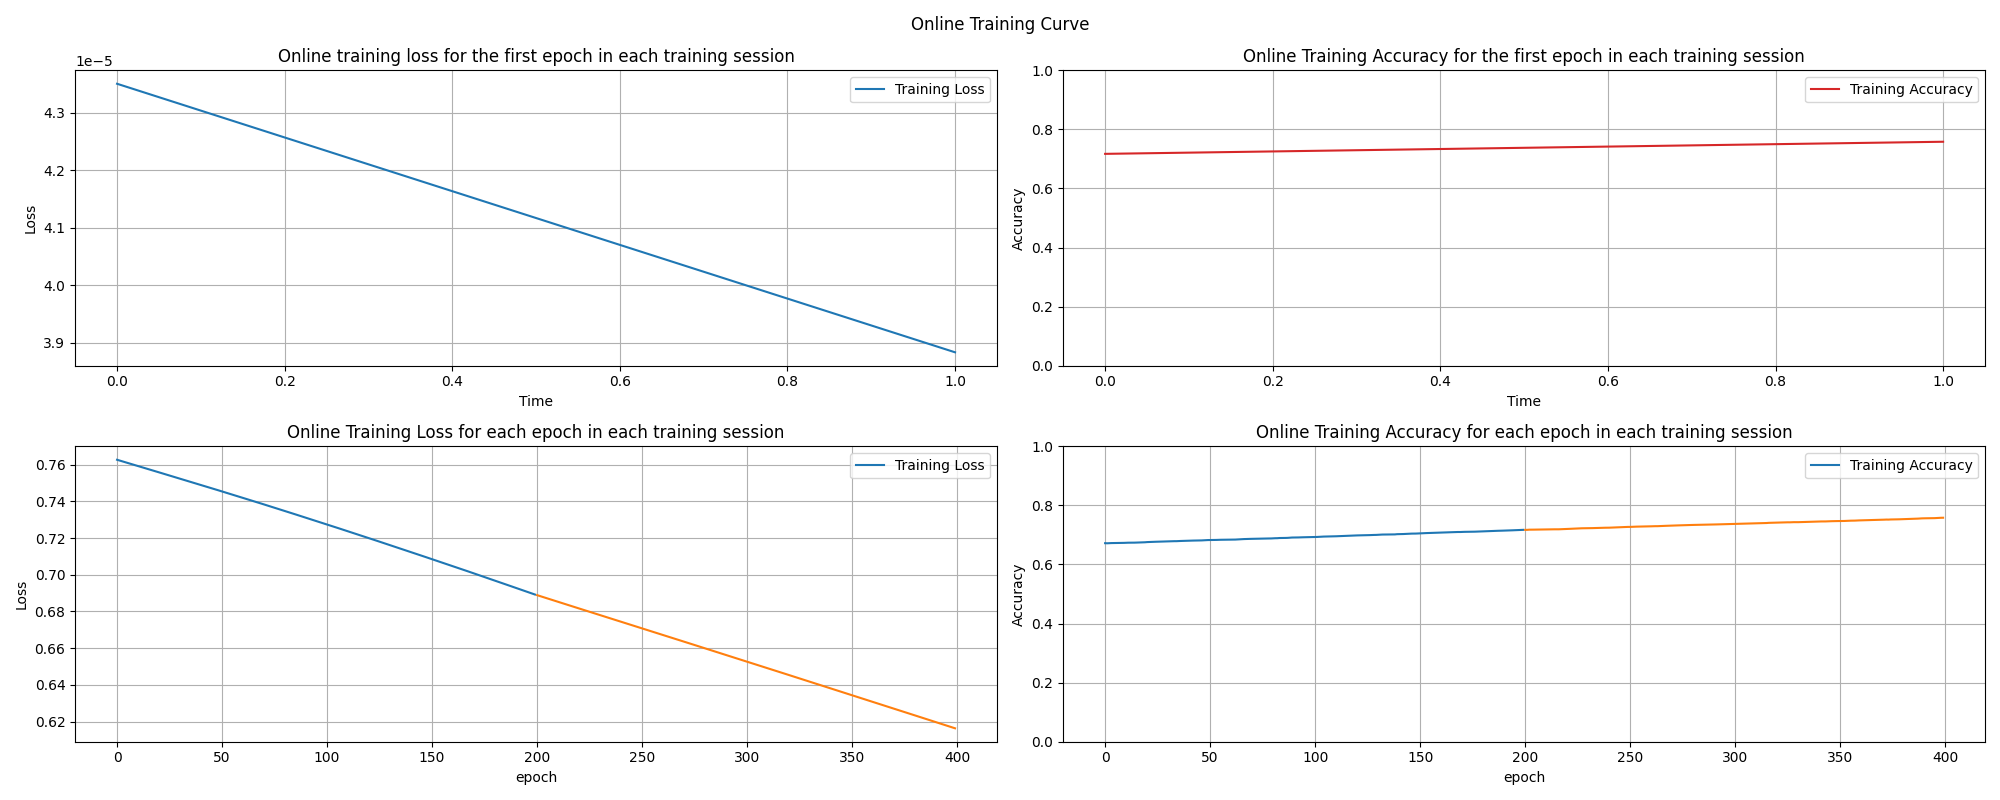 Online Training Curve
Online training loss for the first epoch in each training session
1e−5
Training Loss
4.3
4.2
4.1
4.0
3.9
Loss
0.0 0.2 0.4 0.6 0.8 1.0
Time
Online Training Accuracy for the first epoch in each training session
Training Accuracy
1.0
0.8
0.6
0.4
0.2
0.0
Accuracy
0.0 0.2 0.4 0.6 0.8 1.0
Time
Online Training Loss for each epoch in each training session
Training Loss
0.76
0.74
0.72
0.70
0.68
0.66
0.64
0.62
Loss
0 50 100 150 200 250 300 350 400
epoch
Online Training Accuracy for each epoch in each training session
Training Accuracy
1.0
0.8
0.6
0.4
0.2
0.0
Accuracy
0 50 100 150 200 250 300 350 400
epoch